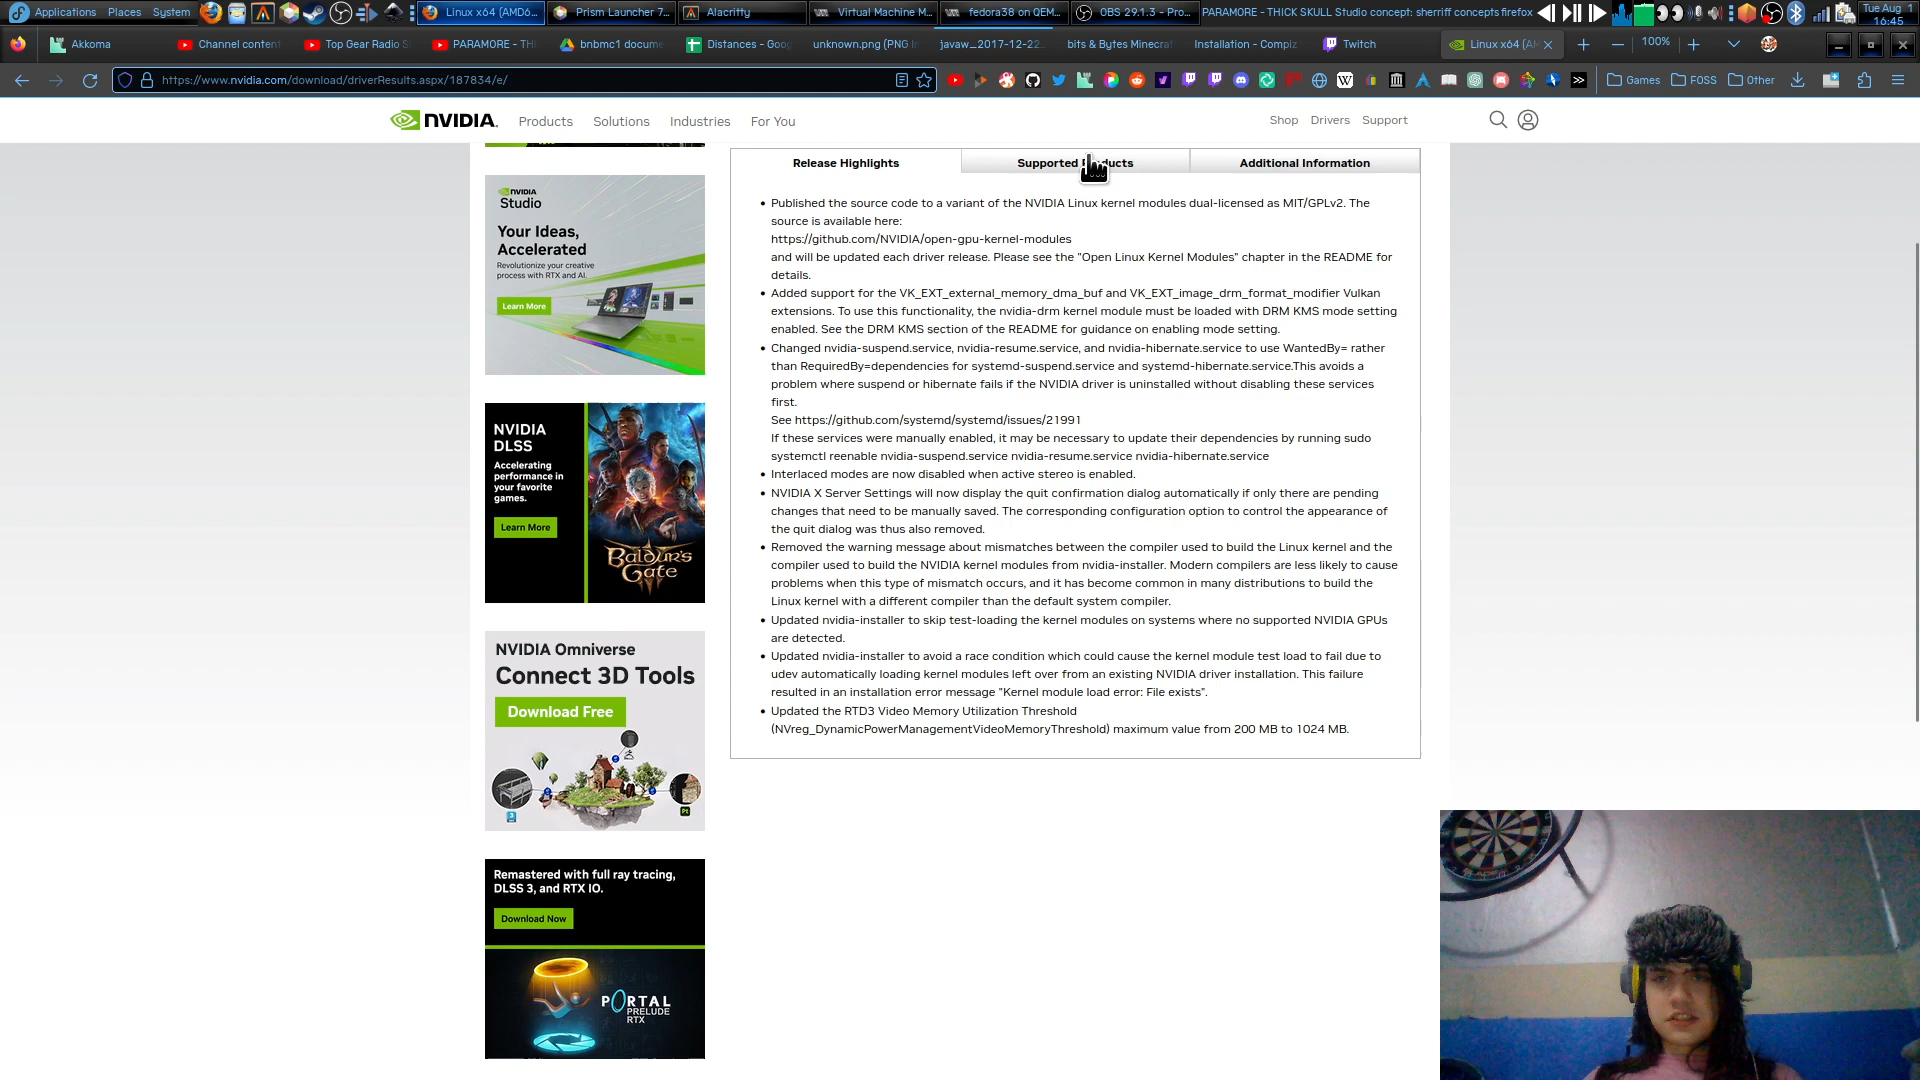 Applications Places System Linux x64 (AMD6... Prism Launcher 7... Alacritty Virtual Machine M... fedora38 on QEM... OBS 29.1.3 - Pro... PARAMORE - THICK SKULL Studio concept: sherriff concepts firefox Tue Aug 1
16:45
Akkoma Channel content Top Gear Radio S PARAMORE - THI bnbmc1 docume Distances - Goo unknown.png (PNG I javaw_2017-12-22 bits & Bytes Minecraf Installation - Compiz Twitch Linux x64 (AM 100%
https://www.nvidia.com/download/driverResults.aspx/187834/e/ Games FOSS Other
NVIDIA. Products Solutions Industries For You Shop Drivers Support
Release Highlights Supported Products Additional Information
NVIDIA
Studio
Your Ideas,
Accelerated
Revolutionize your creative
process with RTX and AI.
Learn More
NVIDIA
DLSS
Accelerating
performance in
your favorite
games.
Learn More
BALDUR'S
GATE
NVIDIA Omniverse
Connect 3D Tools
Download Free
Remastered with full ray tracing,
DLSS 3, and RTX IO.
Download Now
PORTAL
PRELUDE
RTX
• Published the source code to a variant of the NVIDIA Linux kernel modules dual-licensed as MIT/GPLv2. The
source is available here:
https://github.com/NVIDIA/open-gpu-kernel-modules
and will be updated each driver release. Please see the "Open Linux Kernel Modules" chapter in the README for
details.
• Added support for the VK_EXT_external_memory_dma_buf and VK_EXT_image_drm_format_modifier Vulkan
extensions. To use this functionality, the nvidia-drm kernel module must be loaded with DRM KMS mode setting
enabled. See the DRM KMS section of the README for guidance on enabling mode setting.
• Changed nvidia-suspend.service, nvidia-resume.service, and nvidia-hibernate.service to use WantedBy= rather
than RequiredBy=dependencies for systemd-suspend.service and systemd-hibernate.service.This avoids a
problem where suspend or hibernate fails if the NVIDIA driver is uninstalled without disabling these services
first.
See https://github.com/systemd/systemd/issues/21991
If these services were manually enabled, it may be necessary to update their dependencies by running sudo
systemctl reenable nvidia-suspend.service nvidia-resume.service nvidia-hibernate.service
• Interlaced modes are now disabled when active stereo is enabled.
• NVIDIA X Server Settings will now display the quit confirmation dialog automatically if only there are pending
changes that need to be manually saved. The corresponding configuration option to control the appearance of
the quit dialog was thus also removed.
• Removed the warning message about mismatches between the compiler used to build the Linux kernel and the
compiler used to build the NVIDIA kernel modules from nvidia-installer. Modern compilers are less likely to cause
problems when this type of mismatch occurs, and it has become common in many distributions to build the
Linux kernel with a different compiler than the default system compiler.
• Updated nvidia-installer to skip test-loading the kernel modules on systems where no supported NVIDIA GPUs
are detected.
• Updated nvidia-installer to avoid a race condition which could cause the kernel module test load to fail due to
udev automatically loading kernel modules left over from an existing NVIDIA driver installation. This failure
resulted in an installation error message "Kernel module load error: File exists".
• Updated the RTD3 Video Memory Utilization Threshold
(NVreg_DynamicPowerManagementVideoMemoryThreshold) maximum value from 200 MB to 1024 MB.